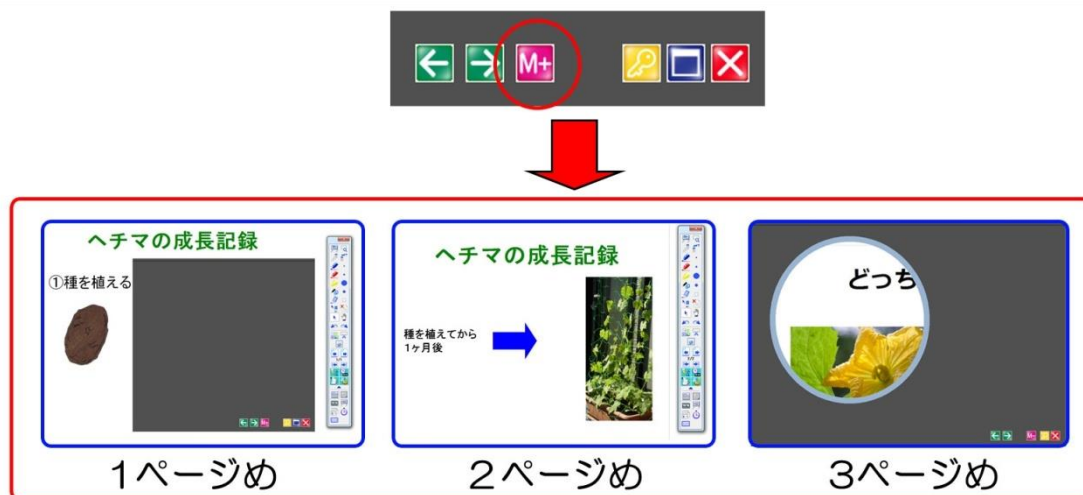 M+
ヘチマの成長記録
①種を植える
ヘチマの成長記録
種を植えてから
1ヶ月後
どっち
1ページめ
2ページめ
3ページめ